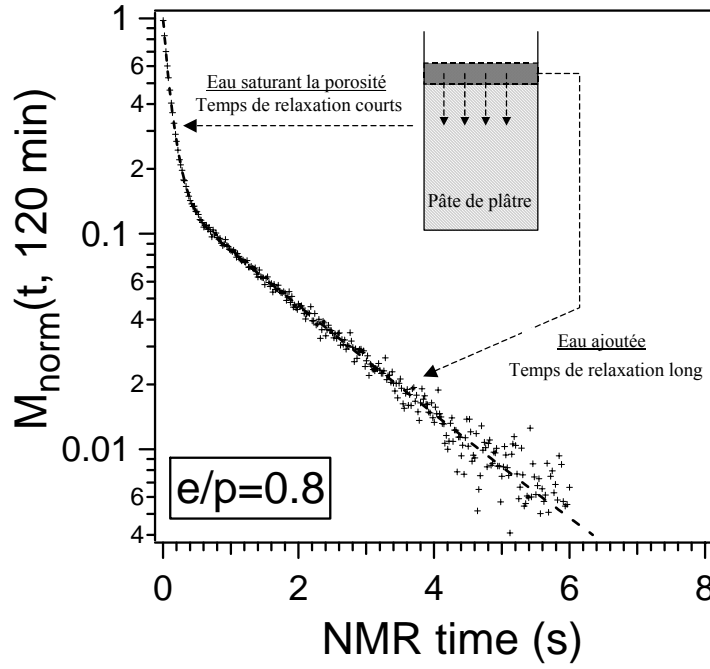 1
6
4
2
0.1
6
4
2
0.01
6
4
M_norm(t, 120 min)
Eau saturant la porosité
Temps de relaxation courts
Pâte de plâtre
Eau ajoutée
Temps de relaxation long
e/p=0.8
0
2
4
6
8
NMR time (s)